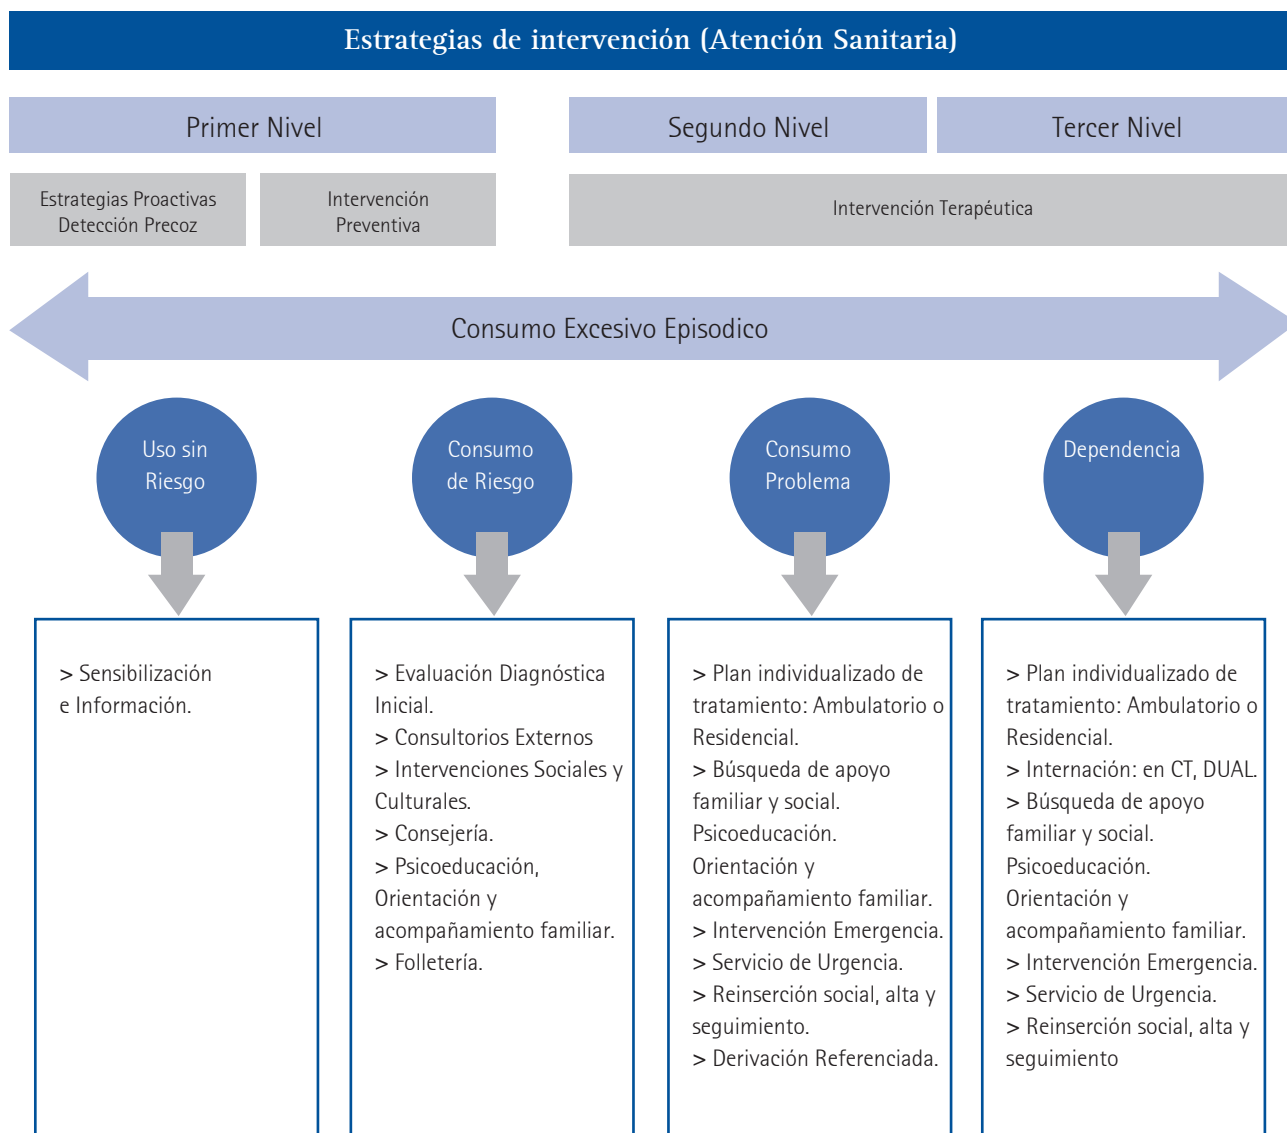 Estrategias de intervención (Atención Sanitaria)
Primer Nivel
Segundo Nivel
Tercer Nivel
Estrategias Proactivas
Detección Precoz
Intervención
Preventiva
Intervención Terapéutica
Consumo Excesivo Episodico
Uso sin
Riesgo
Consumo
de Riesgo
Consumo
Problema
Dependencia
> Sensibilización
e Información.
> Evaluación Diagnóstica
Inicial.
> Consultorios Externos
> Intervenciones Sociales y
Culturales.
> Consejería.
> Psicoeducación,
Orientación y
acompañamiento familiar.
> Folletería.
> Plan individualizado de
tratamiento: Ambulatorio o
Residencial.
> Búsqueda de apoyo
familiar y social.
Psicoeducación.
Orientación y
acompañamiento familiar.
> Intervención Emergencia.
> Servicio de Urgencia.
> Reinserción social, alta y
seguimiento.
> Derivación Referenciada.
> Plan individualizado de
tratamiento: Ambulatorio o
Residencial.
> Internación: en CT, DUAL.
> Búsqueda de apoyo
familiar y social.
Psicoeducación.
Orientación y
acompañamiento familiar.
> Intervención Emergencia.
> Servicio de Urgencia.
> Reinserción social, alta y
seguimiento